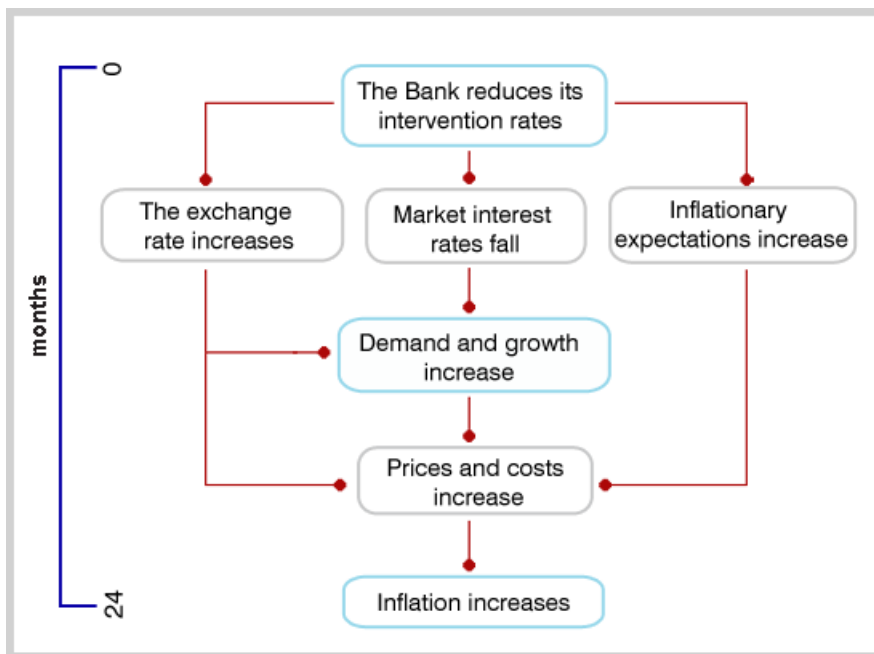 0
The Bank reduces its
intervention rates
The exchange
rate increases
Market interest
rates fall
Inflationary
expectations increase
months
Demand and growth
increase
Prices and costs
increase
24
Inflation increases